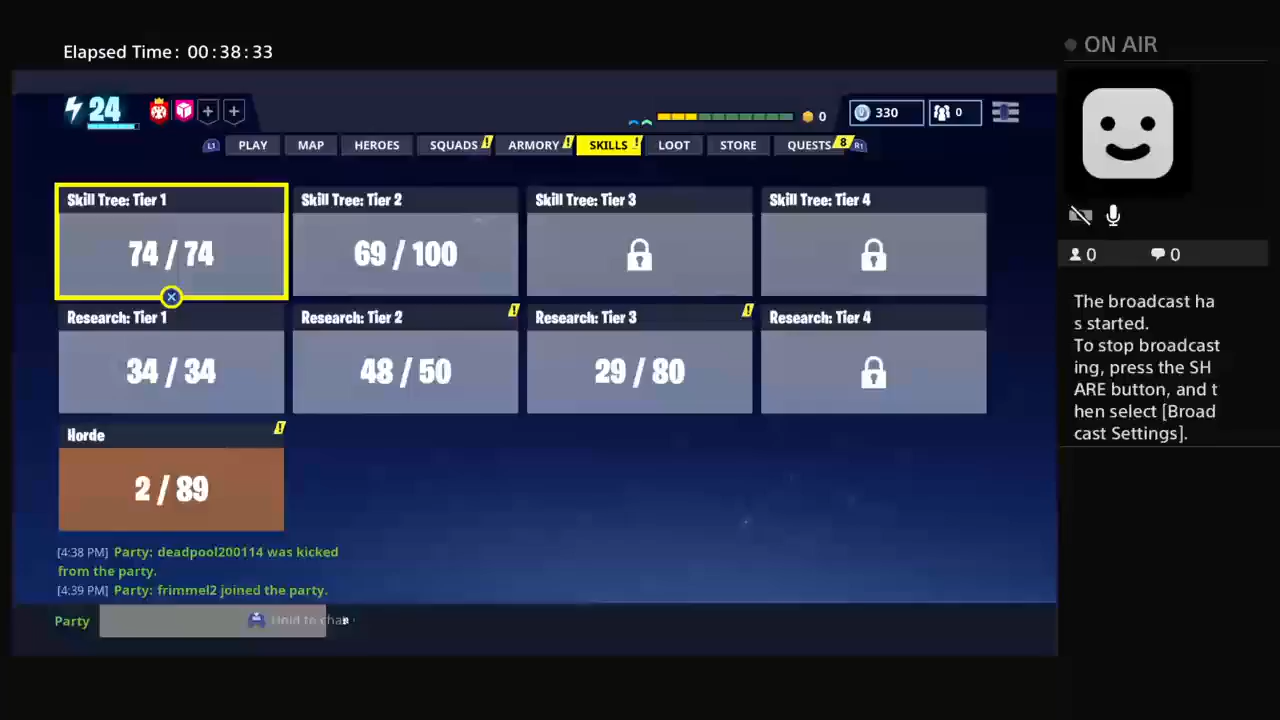 Elapsed Time: 00:38:33
ON AIR
24
0
330
0
L1 PLAY MAP HEROES SQUADS ! ARMORY ! SKILLS ! LOOT STORE QUESTS 8 R1
Skill Tree: Tier 1
74 / 74
Skill Tree: Tier 2
69 / 100
Skill Tree: Tier 3
Skill Tree: Tier 4
Research: Tier 1
34 / 34
Research: Tier 2 !
48 / 50
Research: Tier 3 !
29 / 80
Research: Tier 4
Horde !
2 / 89
[4:38 PM] Party: deadpool200114 was kicked
from the party.
[4:39 PM] Party: frimmel2 joined the party.
Party Hold to cha
0 0
The broadcast ha
s started.
To stop broadcast
ing, press the SH
ARE button, and t
hen select [Broad
cast Settings].